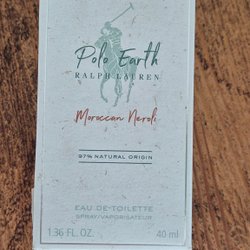 Polo Earth
RALPH LAUREN
Moroccan Neroli
97% NATURAL ORIGIN
EAU DE TOILETTE
SPRAY/VAPORISATEUR
1.36 FL. OZ. 40 ml